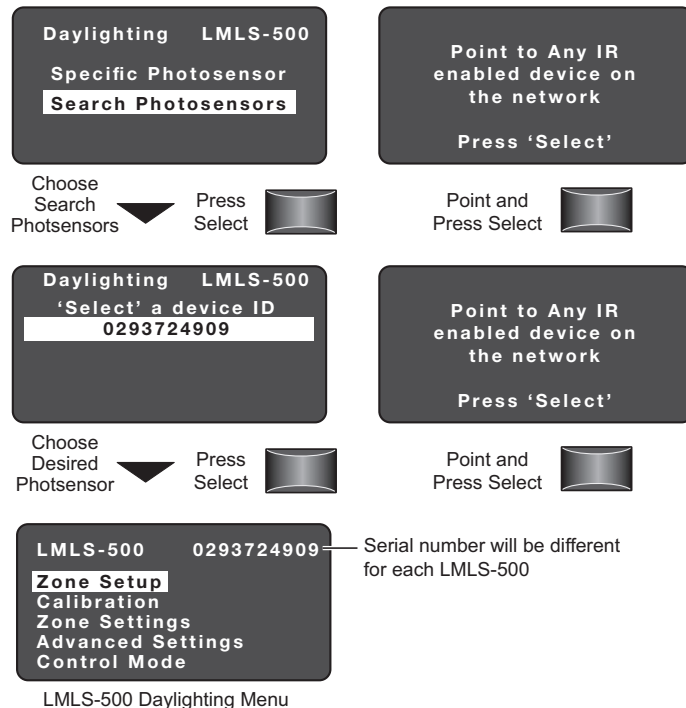 Daylighting LMLS-500
Specific Photosensor
Search Photosensors
Point to Any IR
enabled device on
the network
Press ‘Select’
Choose
Search
Photsensors
Press
Select
Point and
Press Select
Daylighting LMLS-500
‘Select’ a device ID
0293724909
Point to Any IR
enabled device on
the network
Press ‘Select’
Choose
Desired
Photsensor
Press
Select
Point and
Press Select
LMLS-500 0293724909
Zone Setup
Calibration
Zone Settings
Advanced Settings
Control Mode
Serial number will be different
for each LMLS-500
LMLS-500 Daylighting Menu